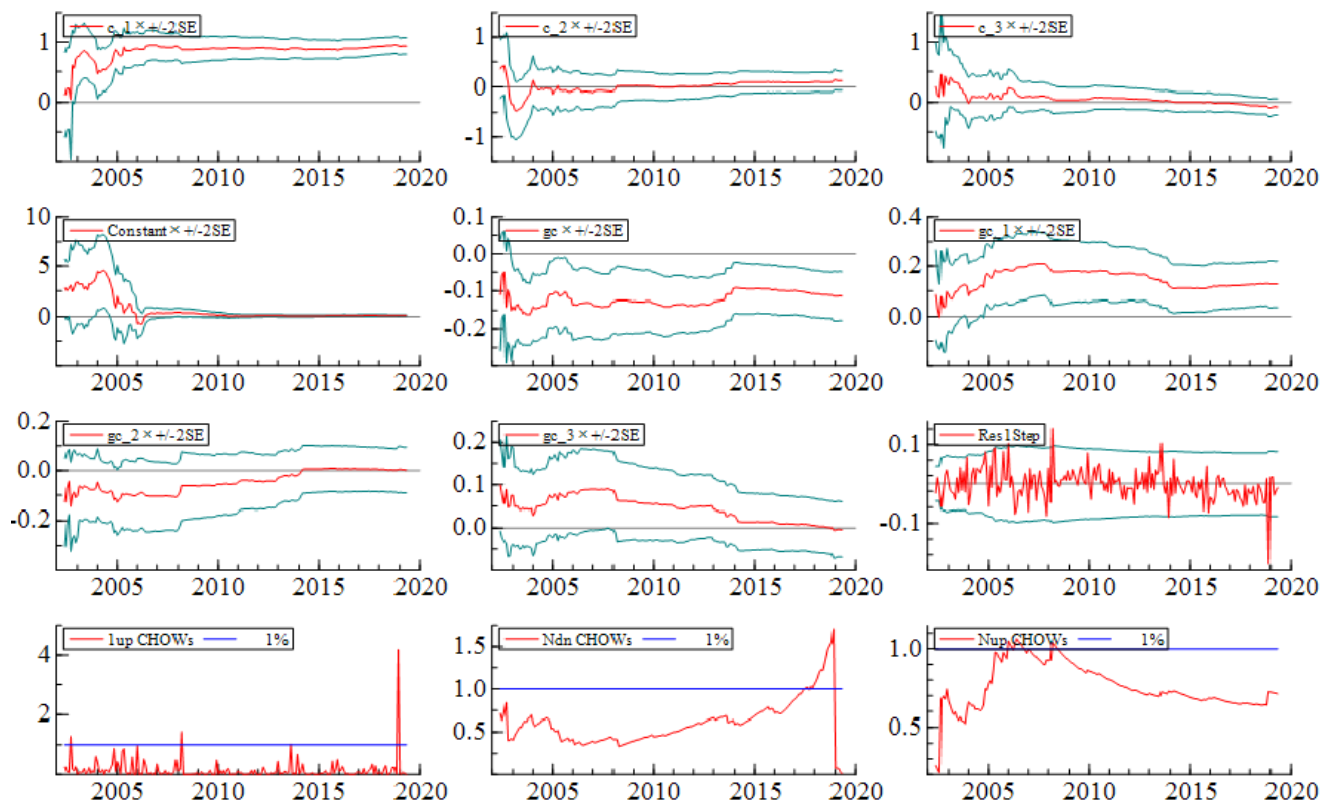 c_1 × +/-2SE
1
0
2005 2010 2015 2020
c_2 × +/-2SE
1
0
-1
2005 2010 2015 2020
c_3 × +/-2SE
1
0
2005 2010 2015 2020
10
Constant × +/-2SE
5
0
2005 2010 2015 2020
0.1
gc × +/-2SE
0.0
-0.1
-0.2
2005 2010 2015 2020
0.4
gc_1 × +/-2SE
0.2
0.0
2005 2010 2015 2020
0.2
gc_2 × +/-2SE
0.0
-0.2
2005 2010 2015 2020
gc_3 × +/-2SE
0.2
0.1
0.0
2005 2010 2015 2020
Res1Step
0.1
-0.1
2005 2010 2015 2020
1up CHOWs 1%
4
2
2005 2010 2015 2020
Ndn CHOWs 1%
1.5
1.0
0.5
2005 2010 2015 2020
Nup CHOWs 1%
1.0
0.5
2005 2010 2015 2020